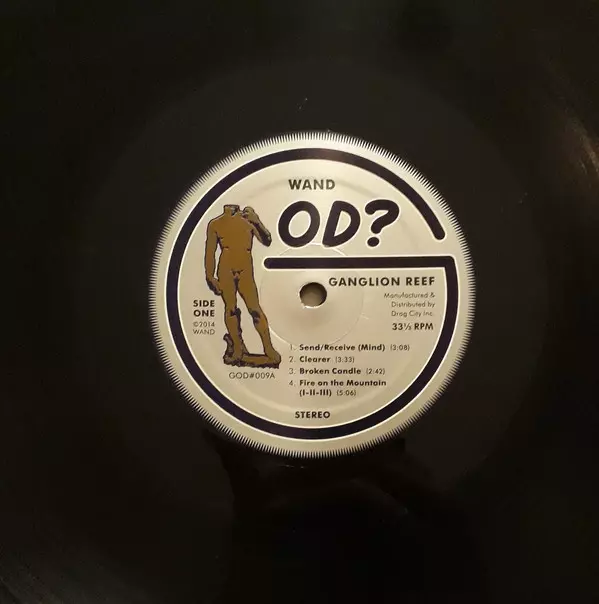 WAND
GOD?
GANGLION REEF
Manufactured &
Distributed by
Drag City Inc.
33⅓ RPM
SIDE
ONE
©2014
WAND
GOD#009A
1. Send/Receive (Mind) (3:08)
2. Clearer (3:33)
3. Broken Candle (2:42)
4. Fire on the Mountain
(I-II-III) (5:06)
STEREO